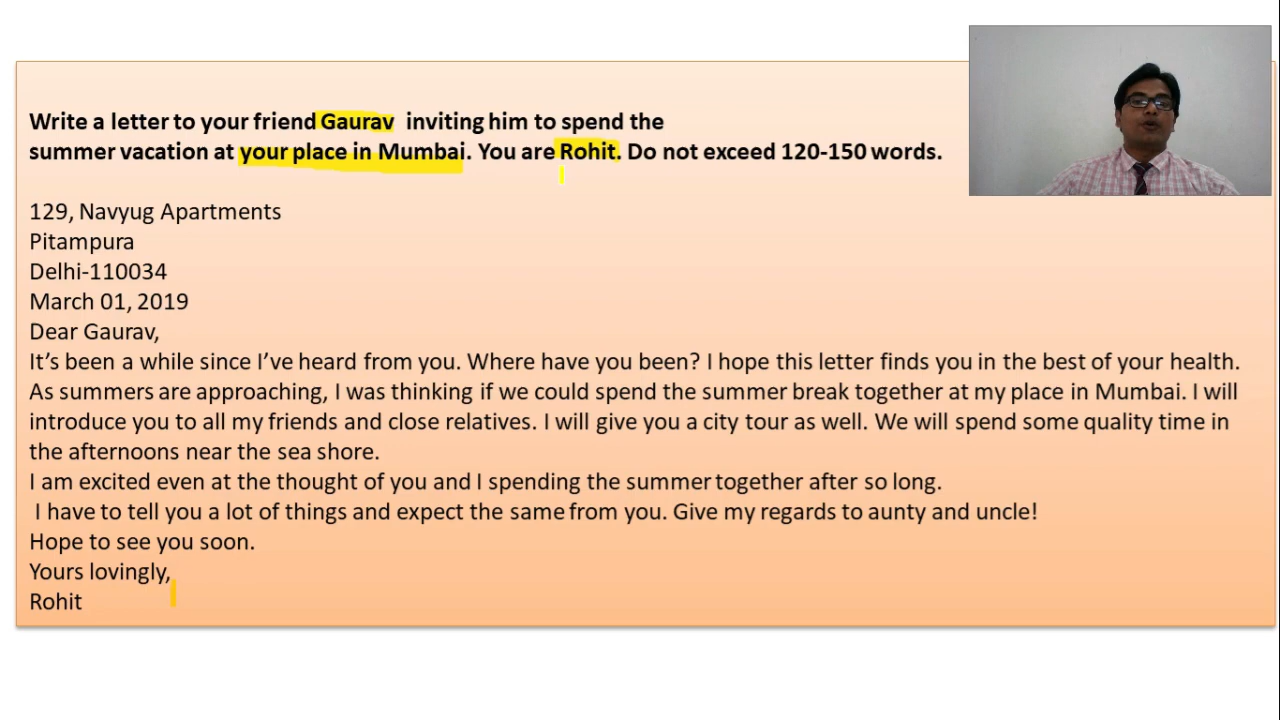 Write a letter to your friend Gaurav inviting him to spend the
summer vacation at your place in Mumbai. You are Rohit. Do not exceed 120-150 words.
129, Navyug Apartments
Pitampura
Delhi-110034
March 01, 2019
Dear Gaurav,
It's been a while since I've heard from you. Where have you been? I hope this letter finds you in the best of your health.
As summers are approaching, I was thinking if we could spend the summer break together at my place in Mumbai. I will
introduce you to all my friends and close relatives. I will give you a city tour as well. We will spend some quality time in
the afternoons near the sea shore.
I am excited even at the thought of you and I spending the summer together after so long.
I have to tell you a lot of things and expect the same from you. Give my regards to aunty and uncle!
Hope to see you soon.
Yours lovingly,
Rohit